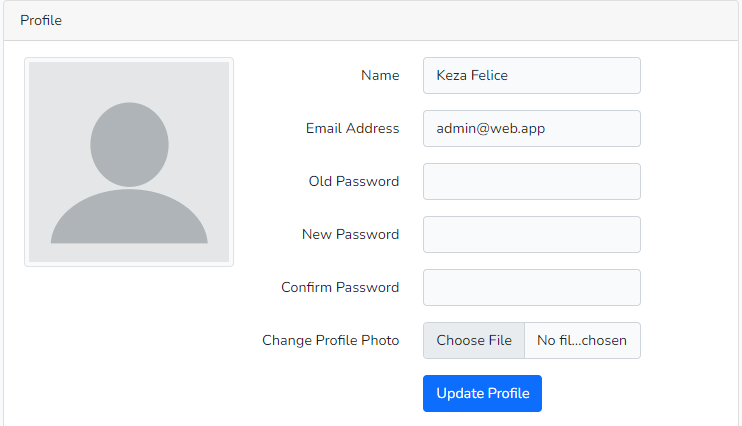 Profile
Name
Keza Felice
Email Address
admin@web.app
Old Password
New Password
Confirm Password
Change Profile Photo
Choose File
No fil...chosen
Update Profile